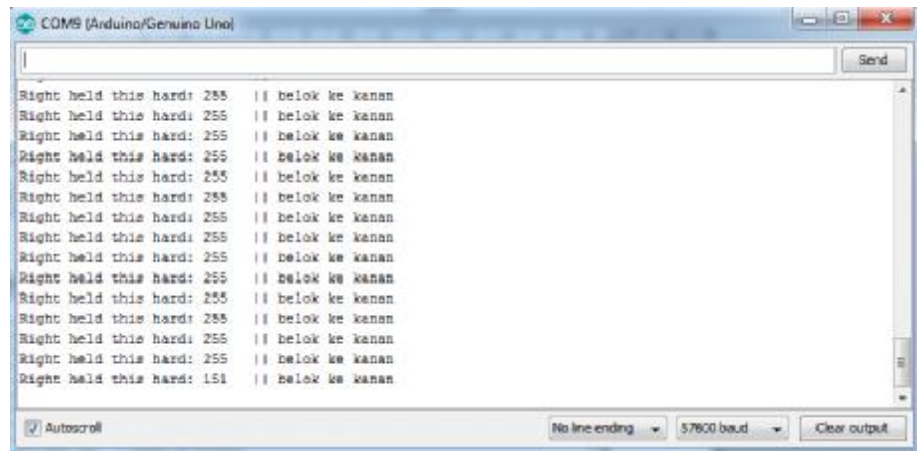 COM9 (Arduino/Genuino Uno)
Send
Right held this hard: 255 || belok ke kanan
Right held this hard: 255 || belok ke kanan
Right held this hard: 255 || belok ke kanan
Right held this hard: 255 || belok ke kanan
Right held this hard: 255 || belok ke kanan
Right held this hard: 255 || belok ke kanan
Right held this hard: 255 || belok ke kanan
Right held this hard: 255 || belok ke kanan
Right held this hard: 255 || belok ke kanan
Right held this hard: 255 || belok ke kanan
Right held this hard: 255 || belok ke kanan
Right held this hard: 255 || belok ke kanan
Right held this hard: 255 || belok ke kanan
Right held this hard: 255 || belok ke kanan
Right held this hard: 151 || belok ke kanan
Autoscroll No line ending 57600 baud Clear output